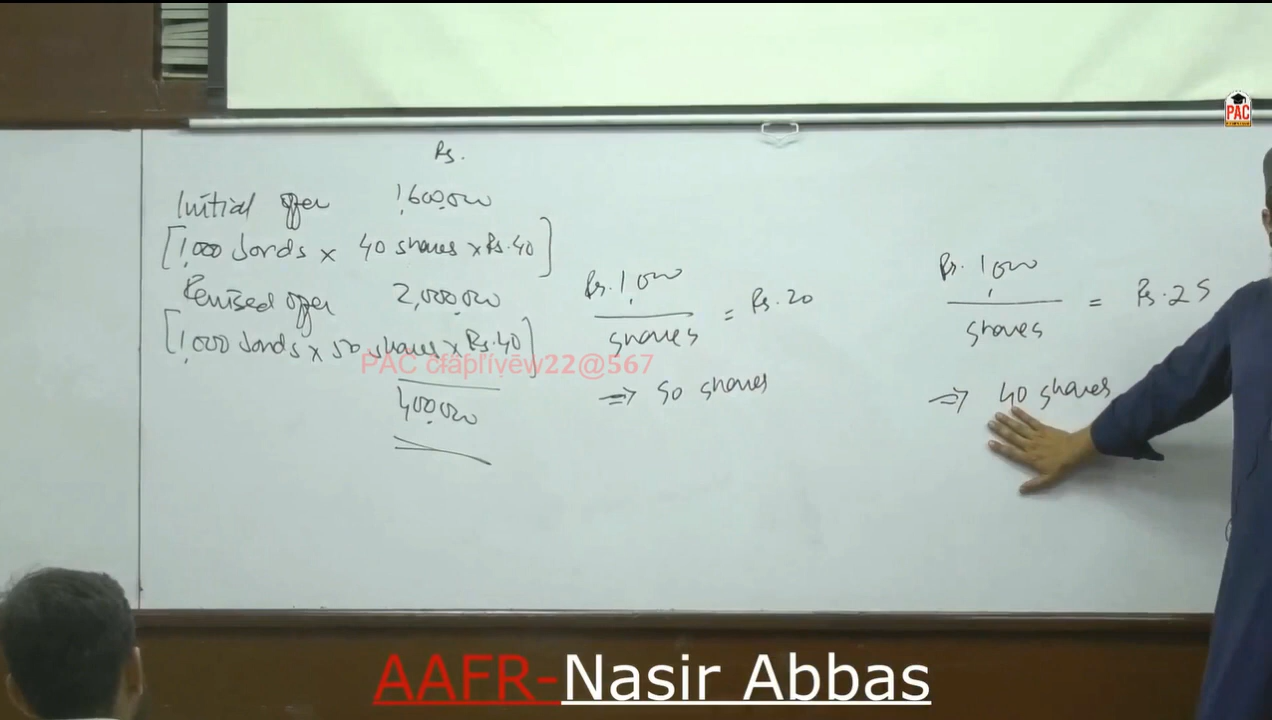 PAC
Rs.
Initial offer 1,600,000
[1,000 bonds x 40 shares x Rs.40]
Revised offer 2,000,000
[1,000 bonds x 50 shares x Rs.40]
400,000
Rs. 1,000
shares
= Rs. 20
=> 50 shares
Rs. 1,000
shares
= Rs. 25
=> 40 shares
AAFR-Nasir Abbas